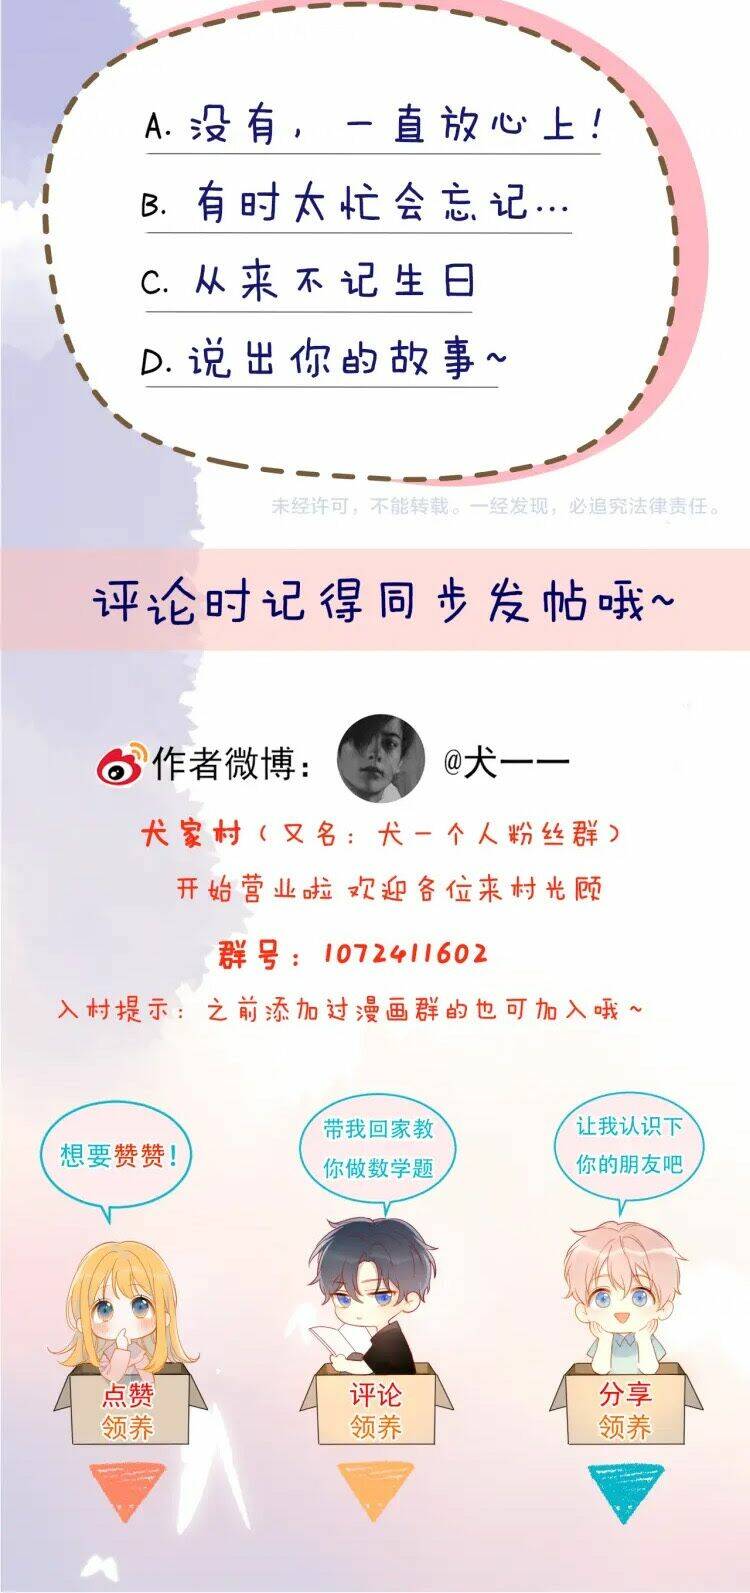 A. 没有，一直放心上！
B. 有时太忙会忘记…
C. 从来不记生日
D. 说出你的故事~
未经许可，不能转载。一经发现，必追究法律责任。
评论时记得同步发帖哦~
作者微博： @犬一一
犬家村（又名：犬一个人粉丝群）
开始营业啦 欢迎各位来村光顾
群号：1072411602
入村提示：之前添加过漫画群的也可加入哦~
想要赞赞！
带我回家教
你做数学题
让我认识下
你的朋友吧
点赞
领养
评论
领养
分享
领养